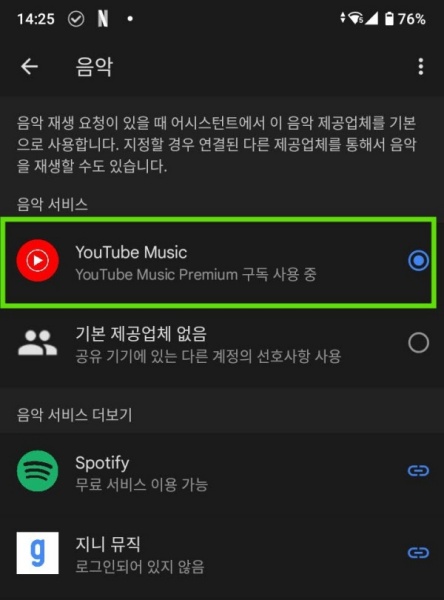 14:25 N 76%
음악
음악 재생 요청이 있을 때 어시스턴트에서 이 음악 제공업체를 기본
으로 사용합니다. 지정할 경우 연결된 다른 제공업체를 통해서 음악
을 재생할 수도 있습니다.
음악 서비스
YouTube Music
YouTube Music Premium 구독 사용 중
기본 제공업체 없음
공유 기기에 있는 다른 계정의 선호사항 사용
음악 서비스 더보기
Spotify
무료 서비스 이용 가능
g 지니 뮤직
로그인되어 있지 않음